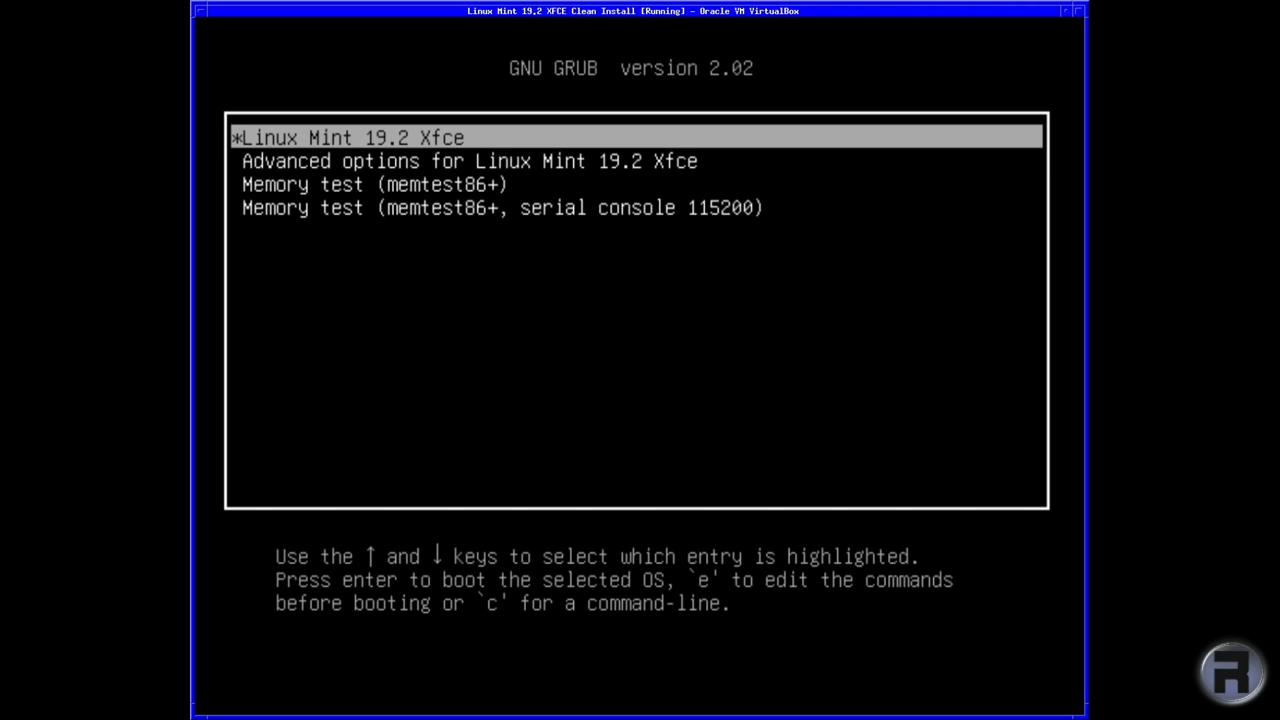 Linux Mint 19.2 XFCE Clean Install [Running] - Oracle VM VirtualBox
GNU GRUB  version 2.02
*Linux Mint 19.2 Xfce
Advanced options for Linux Mint 19.2 Xfce
Memory test (memtest86+)
Memory test (memtest86+, serial console 115200)
Use the ↑ and ↓ keys to select which entry is highlighted.
Press enter to boot the selected OS, `e' to edit the commands
before booting or `c' for a command-line.
R